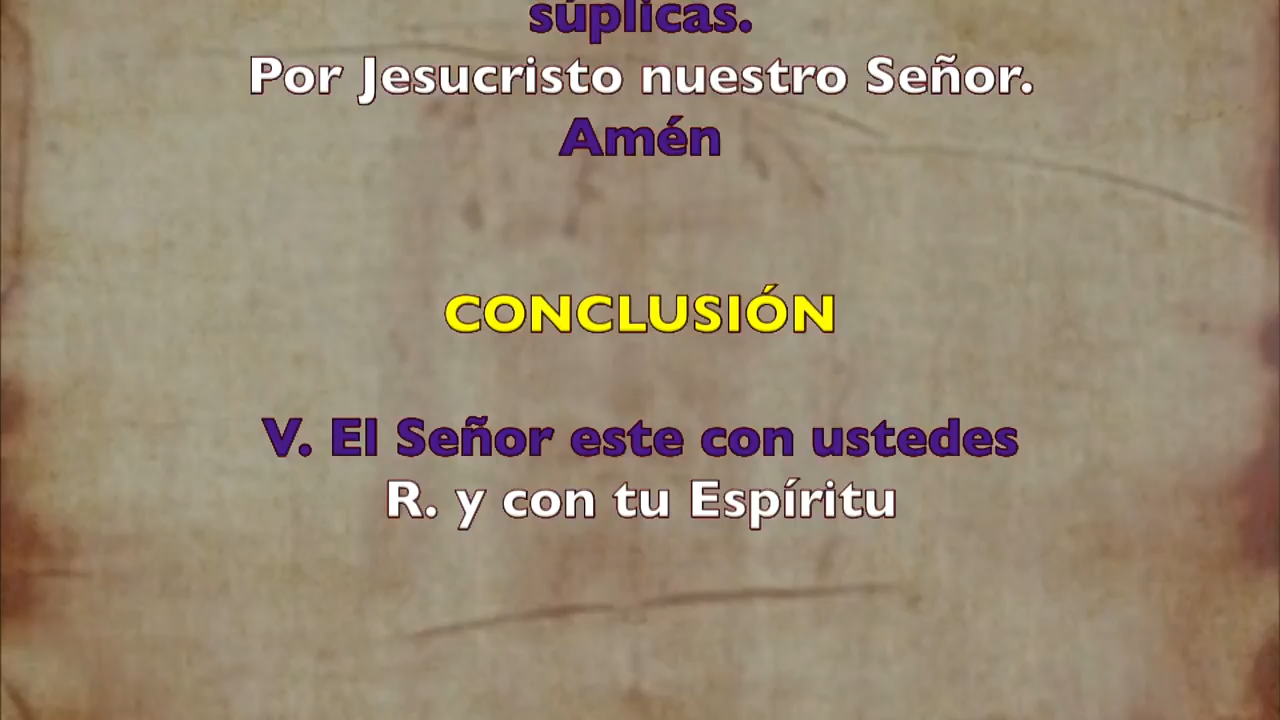 súplicas.
Por Jesucristo nuestro Señor.
Amén
CONCLUSIÓN
V. El Señor este con ustedes
R. y con tu Espíritu